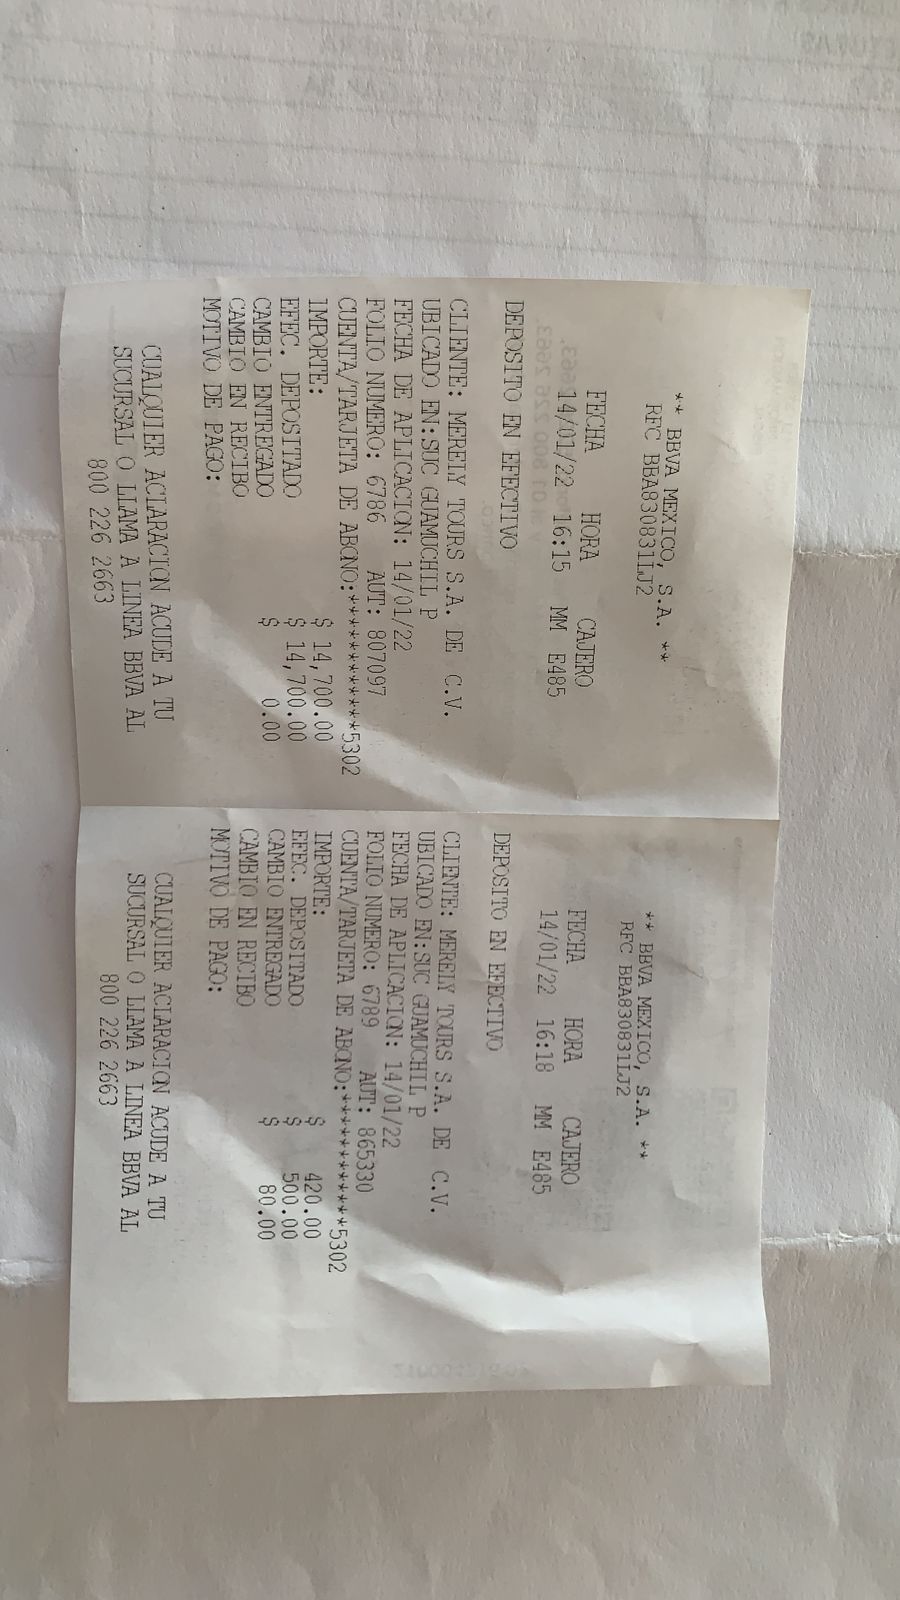 ** BBVA MEXICO, S.A. **
RFC BBA830831LJ2
FECHA HORA CAJERO
14/01/22 16:15 MM E485
DEPOSITO EN EFECTIVO
CLIENTE: MERELY TOURS S.A. DE C.V.
UBICADO EN:SUC GUAMUCHIL P
FECHA DE APLICACION: 14/01/22
FOLIO NUMERO: 6786 AUT: 807097
CUENTA/TARJETA DE ABONO:************5302
IMPORTE: $ 14,700.00
EFEC. DEPOSITADO $ 14,700.00
CAMBIO ENTREGADO $ 0.00
CAMBIO EN RECIBO
MOTIVO DE PAGO:
CUALQUIER ACLARACION ACUDE A TU
SUCURSAL O LLAMA A LINEA BBVA AL
800 226 2663
** BBVA MEXICO, S.A. **
RFC BBA830831LJ2
FECHA HORA CAJERO
14/01/22 16:18 MM E485
DEPOSITO EN EFECTIVO
CLIENTE: MERELY TOURS S.A. DE C.V.
UBICADO EN:SUC GUAMUCHIL P
FECHA DE APLICACION: 14/01/22
FOLIO NUMERO: 6789 AUT: 865330
CUENTA/TARJETA DE ABONO:************5302
IMPORTE: $ 420.00
EFEC. DEPOSITADO $ 500.00
CAMBIO ENTREGADO $ 80.00
CAMBIO EN RECIBO
MOTIVO DE PAGO:
CUALQUIER ACLARACION ACUDE A TU
SUCURSAL O LLAMA A LINEA BBVA AL
800 226 2663